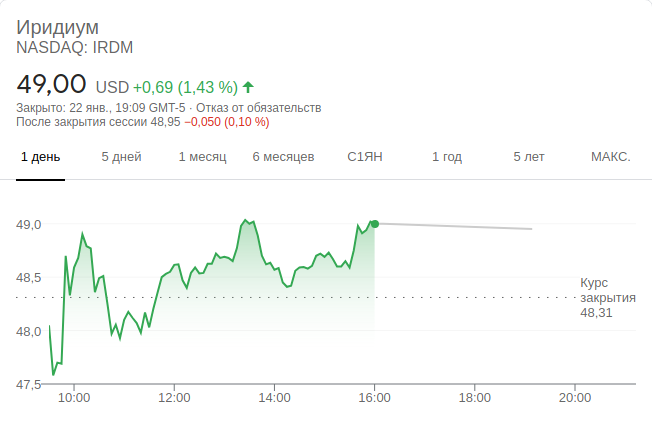 Иридиум
NASDAQ: IRDM
49,00 USD +0,69 (1,43 %)
Закрыто: 22 янв., 19:09 GMT-5 · Отказ от обязательств
После закрытия сессии 48,95 −0,050 (0,10 %)
1 день 5 дней 1 месяц 6 месяцев С1ЯН 1 год 5 лет МАКС.
49,0
48,5
Курс
закрытия
48,31
48,0
47,5
10:00 12:00 14:00 16:00 18:00 20:00